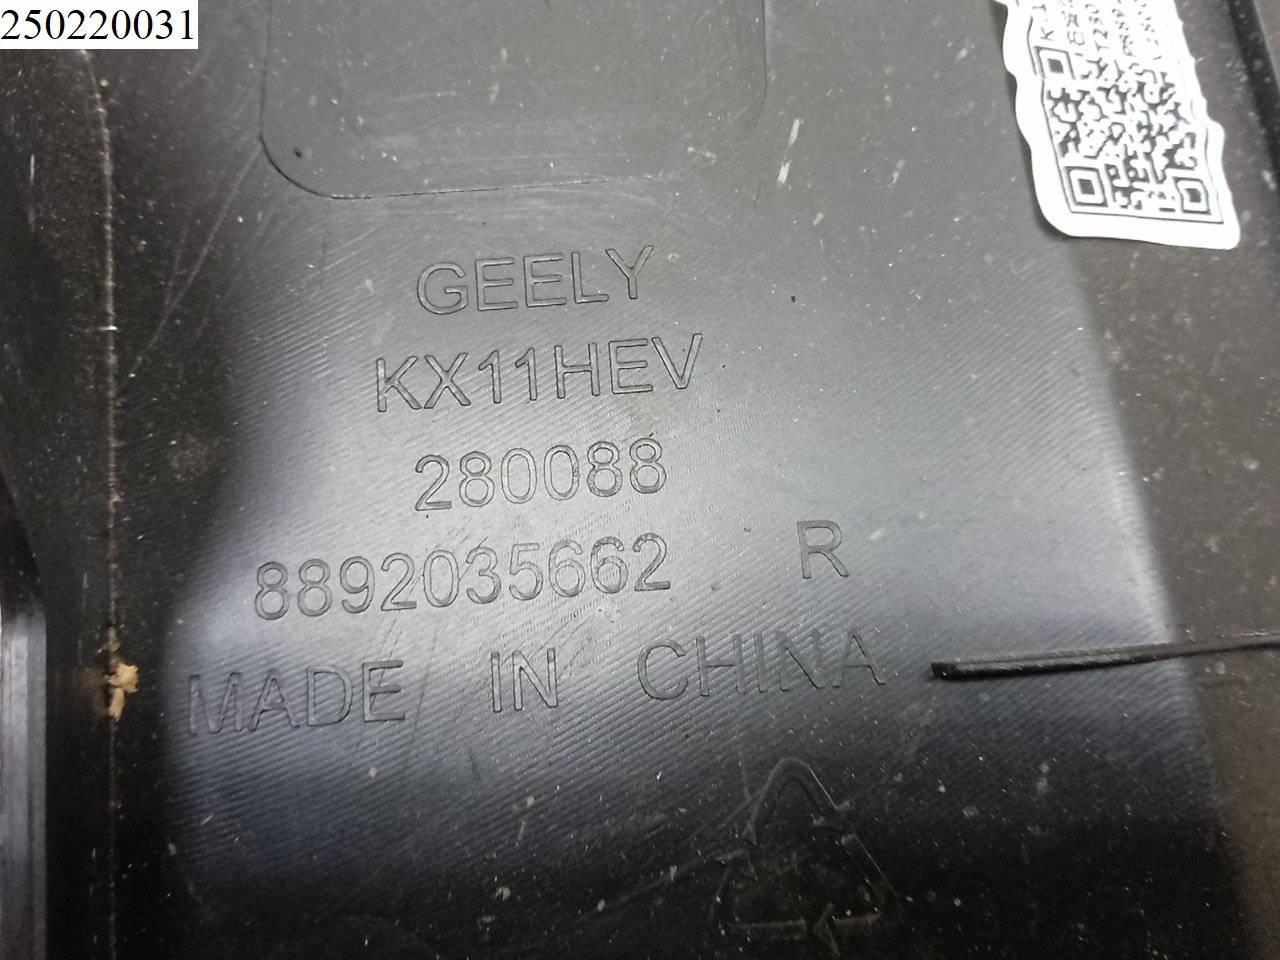 250220031
GEELY
KX11HEV
280088
8892035662 R
MADE IN CHINA